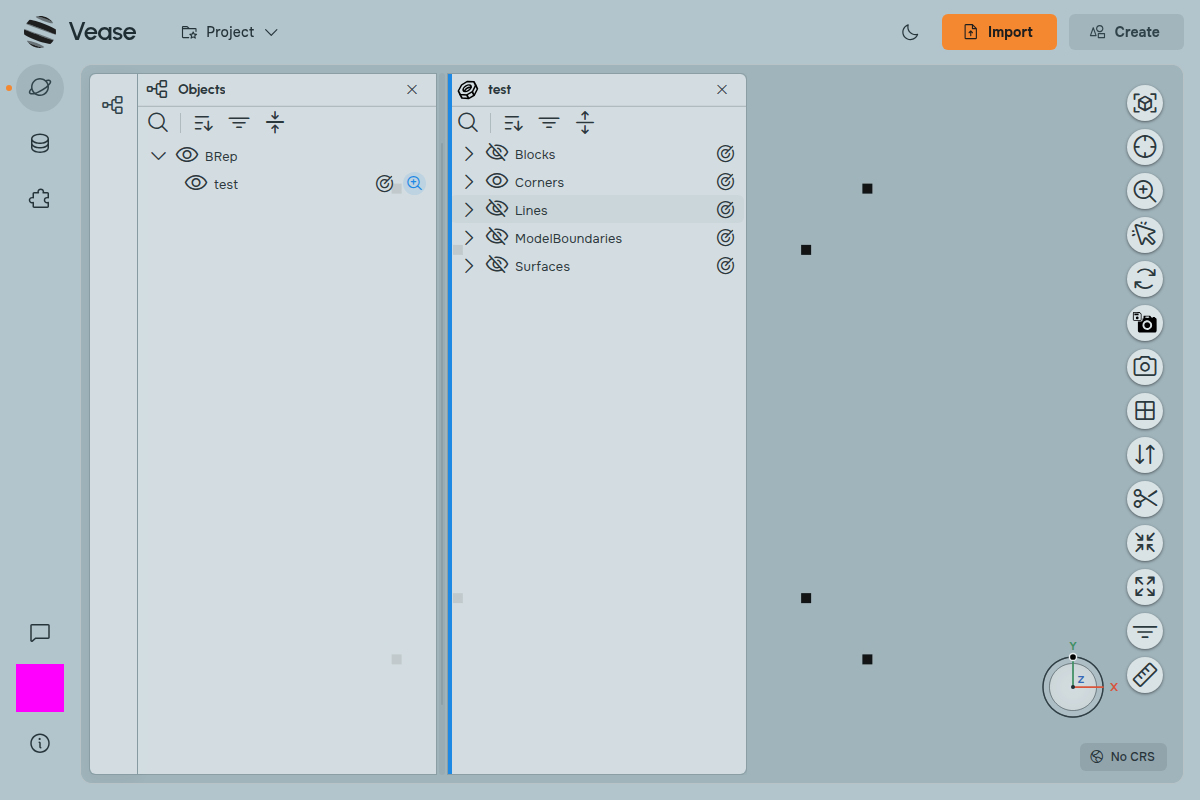 Vease
Project
Import
Create
Objects
test
BRep
test
Blocks
Corners
Lines
ModelBoundaries
Surfaces
Y
Z
X
No CRS